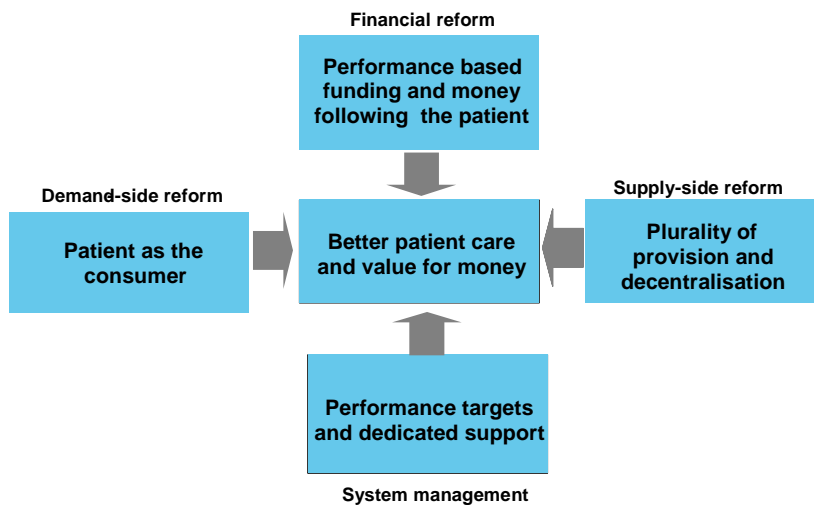 Financial reform
Performance based
funding and money
following the patient
Demand-side reform
Patient as the
consumer
Better patient care
and value for money
Supply-side reform
Plurality of
provision and
decentralisation
Performance targets
and dedicated support
System management